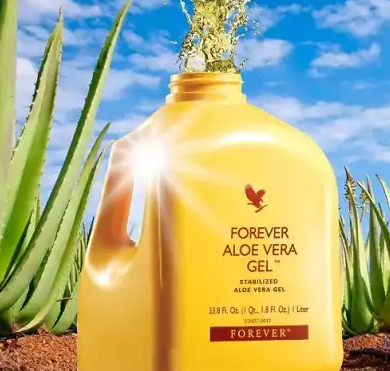 FOREVER
ALOE VERA
GEL™
STABILIZED
ALOE VERA GEL
33.8 Fl. Oz. (1 Qt., 1.8 Fl. Oz.) 1 Liter
FOREVER